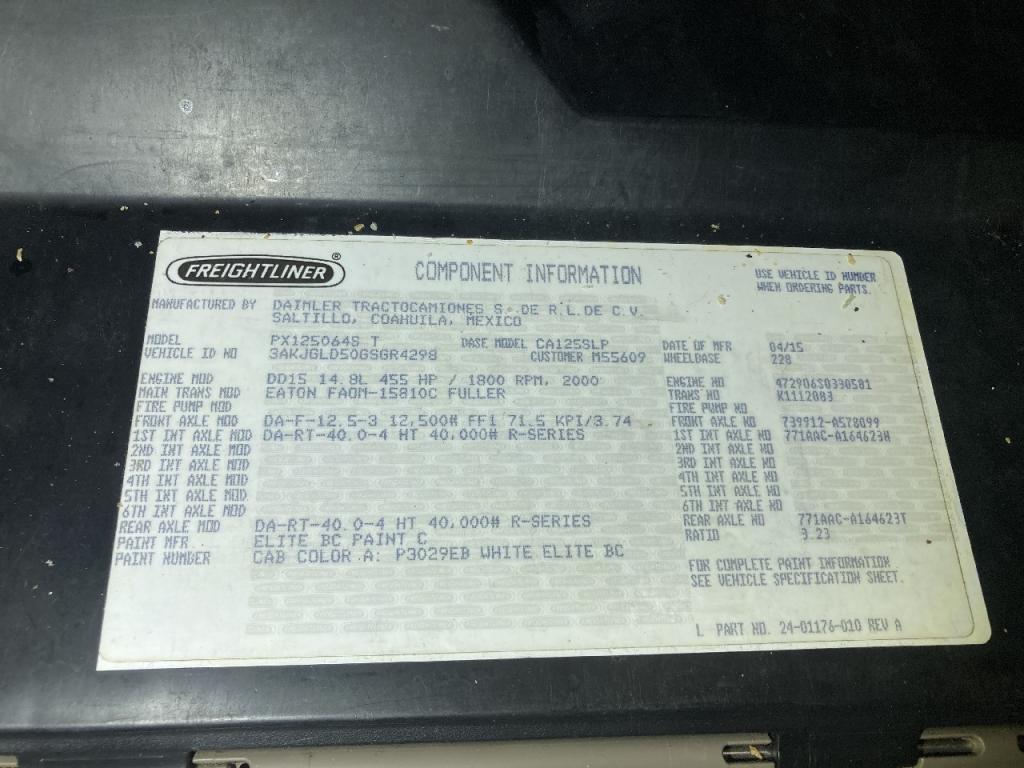 FREIGHTLINER ®
COMPONENT INFORMATION
USE VEHICLE ID NUMBER
WHEN ORDERING PARTS.
MANUFACTURED BY DAIMLER TRACTOCAMIONES S. DE R.L.DE C.V.
SALTILLO, COAHUILA, MEXICO
MODEL PX125064S T BASE MODEL CA125SLP DATE OF MFR 04/15
VEHICLE ID NO 3AKJGLD50GSGR4298 CUSTOMER M55609 WHEELBASE 228
ENGINE MOD DD15 14.8L 455 HP / 1800 RPM, 2000 ENGINE NO 472906S0330581
MAIN TRANS MOD EATON FAOM-15810C FULLER TRANS NO K1112083
FIRE PUMP MOD FIRE PUMP NO
FRONT AXLE MOD DA-F-12.5-3 12,500# FF1 71.5 KPI/3.74 FRONT AXLE NO 739912-A578099
1ST INT AXLE MOD DA-RT-40.0-4 HT 40,000# R-SERIES 1ST INT AXLE NO 771AAC-A164623H
2ND INT AXLE MOD 2ND INT AXLE NO
3RD INT AXLE MOD 3RD INT AXLE NO
4TH INT AXLE MOD 4TH INT AXLE NO
5TH INT AXLE MOD 5TH INT AXLE NO
6TH INT AXLE MOD 6TH INT AXLE NO
REAR AXLE MOD DA-RT-40.0-4 HT 40,000# R-SERIES REAR AXLE NO 771AAC-A164623T
PAINT MFR ELITE BC PAINT C RATIO 3.23
PAINT NUMBER CAB COLOR A: P3029EB WHITE ELITE BC
FOR COMPLETE PAINT INFORMATION
SEE VEHICLE SPECIFICATION SHEET.
L PART NO. 24-01176-010 REV A